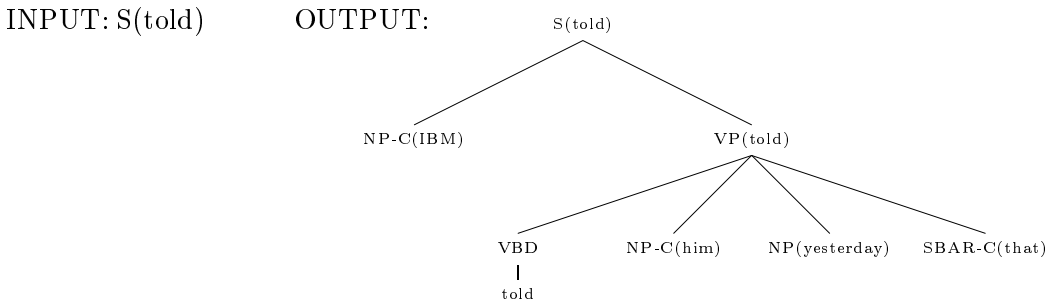 INPUT: S(told) OUTPUT: S(told)
NP-C(IBM) VP(told)
VBD NP-C(him) NP(yesterday) SBAR-C(that)
told